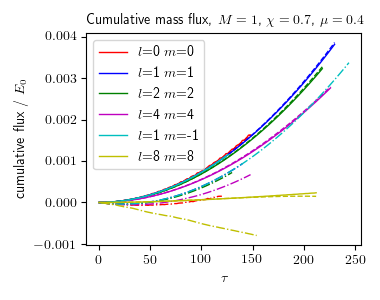 Cumulative mass flux, M = 1, χ = 0.7, μ = 0.4
cumulative flux / E₀
0.004
0.003
0.002
0.001
0.000
−0.001
l=0 m=0
l=1 m=1
l=2 m=2
l=4 m=4
l=1 m=-1
l=8 m=8
0 50 100 150 200 250
τ